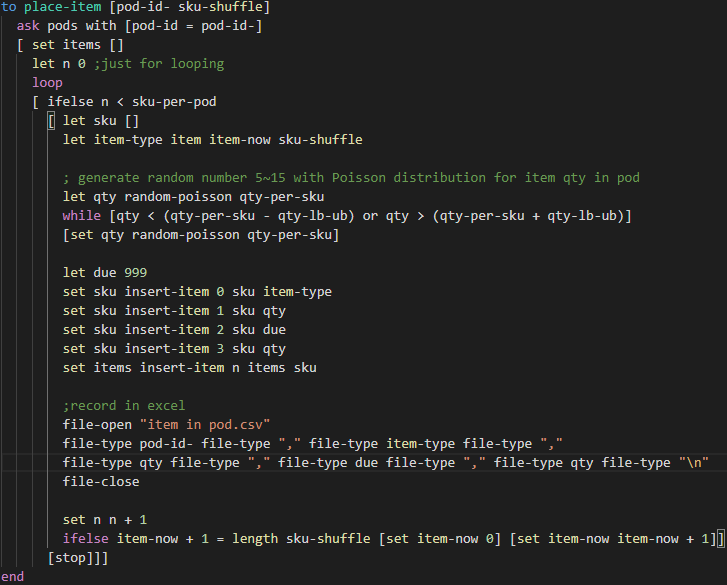 to place-item [pod-id- sku-shuffle]
ask pods with [pod-id = pod-id-]
[ set items []
let n 0 ;just for looping
loop
[ ifelse n < sku-per-pod
[ let sku []
let item-type item item-now sku-shuffle
; generate random number 5~15 with Poisson distribution for item qty in pod
let qty random-poisson qty-per-sku
while [qty < (qty-per-sku - qty-lb-ub) or qty > (qty-per-sku + qty-lb-ub)]
[set qty random-poisson qty-per-sku]
let due 999
set sku insert-item 0 sku item-type
set sku insert-item 1 sku qty
set sku insert-item 2 sku due
set sku insert-item 3 sku qty
set items insert-item n items sku
;record in excel
file-open "item in pod.csv"
file-type pod-id- file-type "," file-type item-type file-type ","
file-type qty file-type "," file-type due file-type "," file-type qty file-type "\n"
file-close
set n n + 1
ifelse item-now + 1 = length sku-shuffle [set item-now 0] [set item-now item-now + 1]]
[stop]]]
end